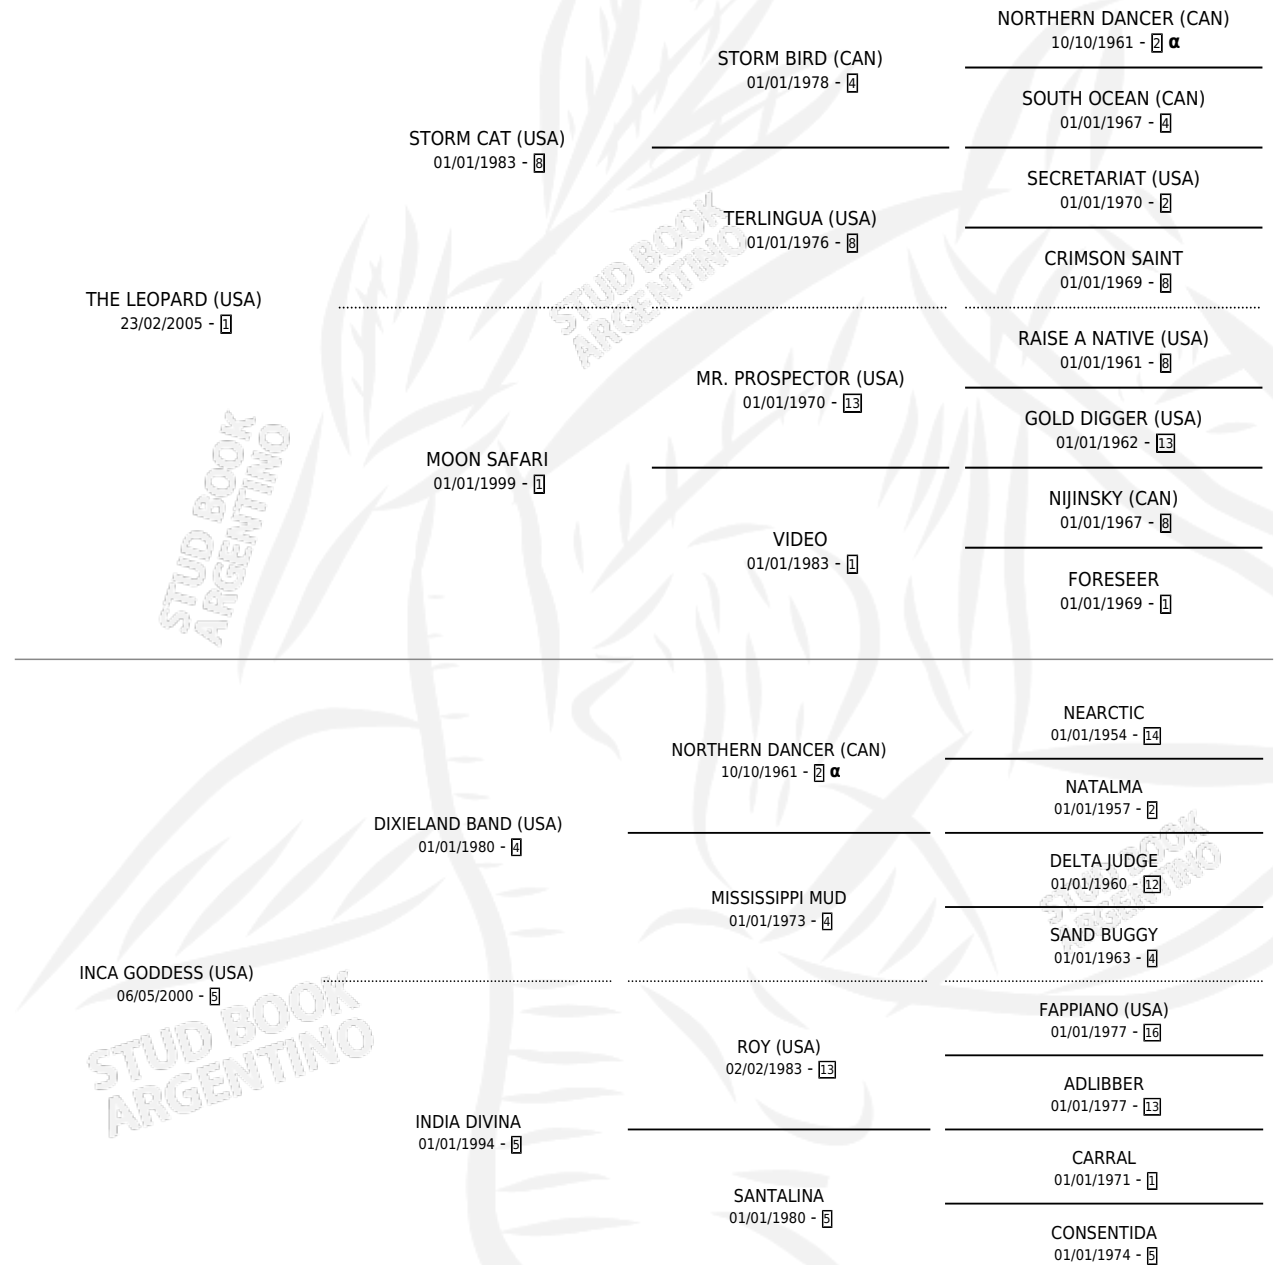 NORTHERN DANCER (CAN)
10/10/1961 - 2 α
STORM BIRD (CAN)
01/01/1978 - 4
SOUTH OCEAN (CAN)
01/01/1967 - 4
STORM CAT (USA)
01/01/1983 - 8
SECRETARIAT (USA)
01/01/1970 - 2
TERLINGUA (USA)
01/01/1976 - 8
CRIMSON SAINT
01/01/1969 - 8
THE LEOPARD (USA)
23/02/2005 - 1
RAISE A NATIVE (USA)
01/01/1961 - 8
MR. PROSPECTOR (USA)
01/01/1970 - 13
GOLD DIGGER (USA)
01/01/1962 - 13
MOON SAFARI
01/01/1999 - 1
NIJINSKY (CAN)
01/01/1967 - 8
VIDEO
01/01/1983 - 1
FORESEER
01/01/1969 - 1
NEARCTIC
01/01/1954 - 14
NORTHERN DANCER (CAN)
10/10/1961 - 2 α
NATALMA
01/01/1957 - 2
DIXIELAND BAND (USA)
01/01/1980 - 4
DELTA JUDGE
01/01/1960 - 12
MISSISSIPPI MUD
01/01/1973 - 4
SAND BUGGY
01/01/1963 - 4
INCA GODDESS (USA)
06/05/2000 - 5
FAPPIANO (USA)
01/01/1977 - 16
ROY (USA)
02/02/1983 - 13
ADLIBBER
01/01/1977 - 13
INDIA DIVINA
01/01/1994 - 5
CARRAL
01/01/1971 - 1
SANTALINA
01/01/1980 - 5
CONSENTIDA
01/01/1974 - 5
STUD BOOK
ARGENTINO
STUD BOOK
ARGENTINO
STUD BOOK
ARGENTINO
STUD BOOK
ARGENTINO